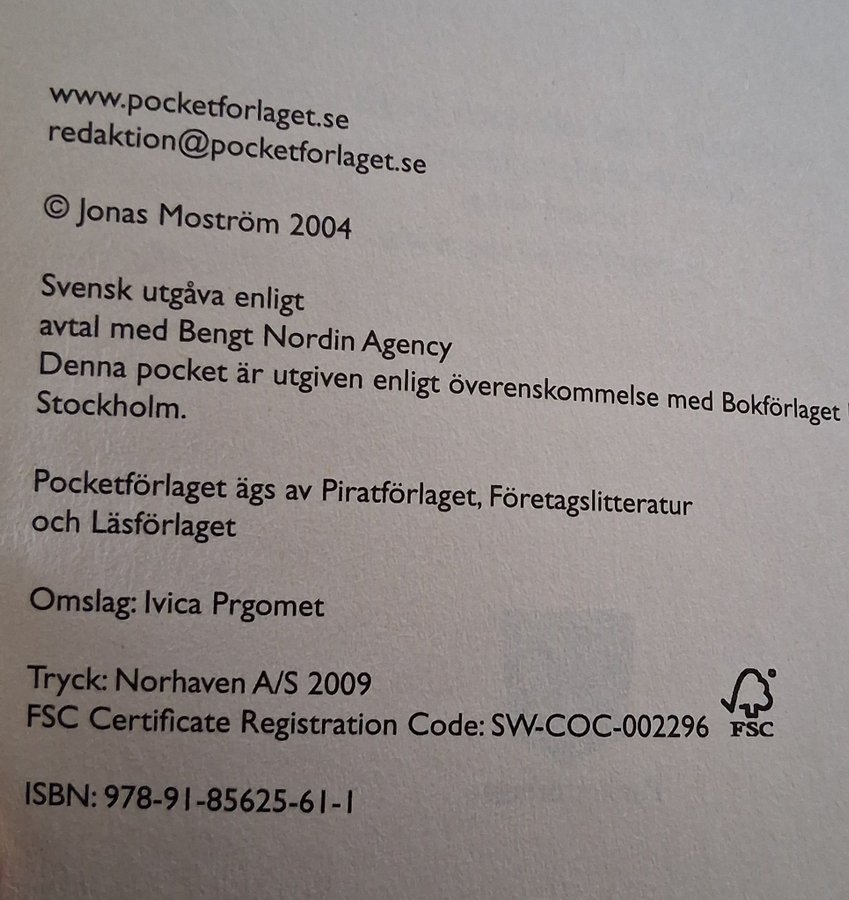 www.pocketforlaget.se
redaktion@pocketforlaget.se
© Jonas Moström 2004
Svensk utgåva enligt
avtal med Bengt Nordin Agency
Denna pocket är utgiven enligt överenskommelse med Bokförlaget
Stockholm.
Pocketförlaget ägs av Piratförlaget, Företagslitteratur
och Läsförlaget
Omslag: Ivica Prgomet
Tryck: Norhaven A/S 2009
FSC Certificate Registration Code: SW-COC-002296
FSC
ISBN: 978-91-85625-61-1